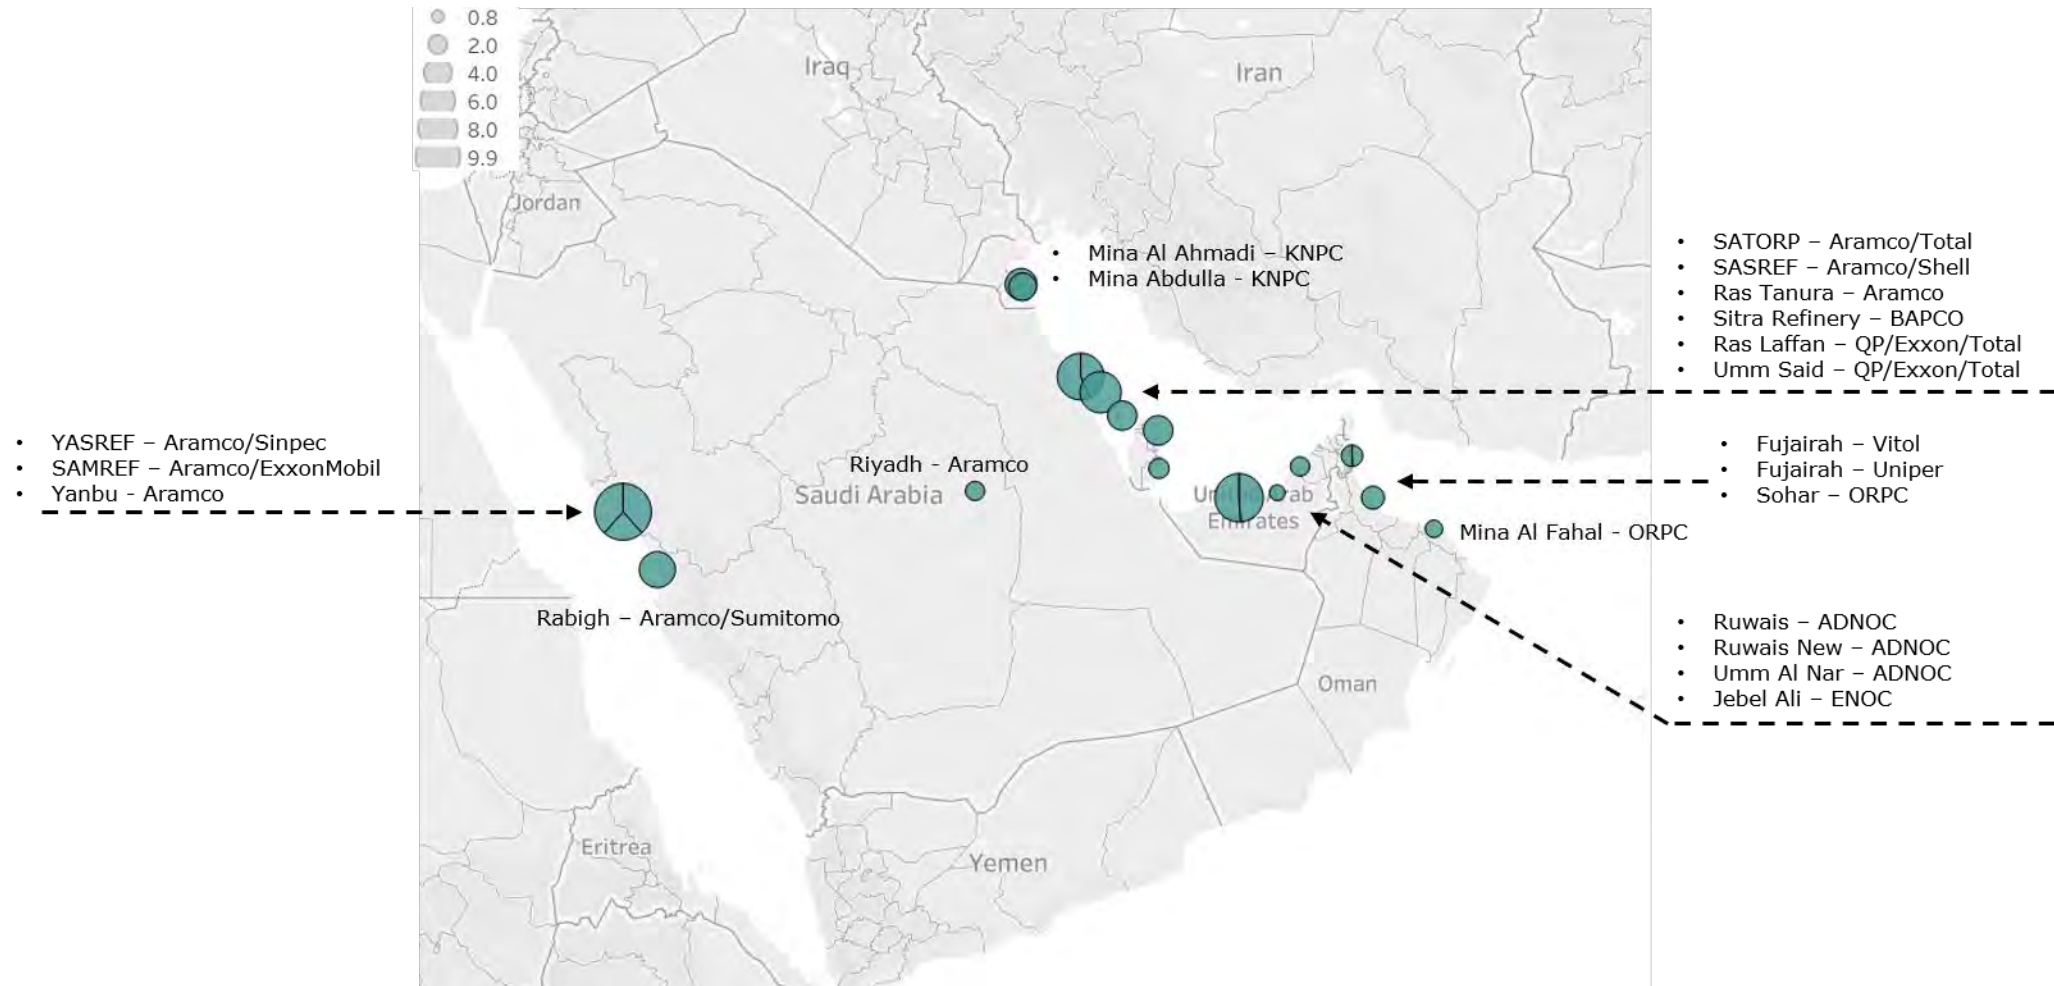 0.8
2.0
4.0
6.0
8.0
9.9
Iraq
Iran
Jordan
• Mina Al Ahmadi – KNPC
• Mina Abdulla - KNPC
• SATORP – Aramco/Total
• SASREF – Aramco/Shell
• Ras Tanura – Aramco
• Sitra Refinery – BAPCO
• Ras Laffan – QP/Exxon/Total
• Umm Said – QP/Exxon/Total
• YASREF – Aramco/Sinpec
• SAMREF – Aramco/ExxonMobil
• Yanbu - Aramco
Riyadh - Aramco
Saudi Arabia
United Arab
Emirates
• Fujairah – Vitol
• Fujairah – Uniper
• Sohar – ORPC
Mina Al Fahal - ORPC
Rabigh – Aramco/Sumitomo
• Ruwais – ADNOC
• Ruwais New – ADNOC
• Umm Al Nar – ADNOC
• Jebel Ali – ENOC
Oman
Eritrea
Yemen